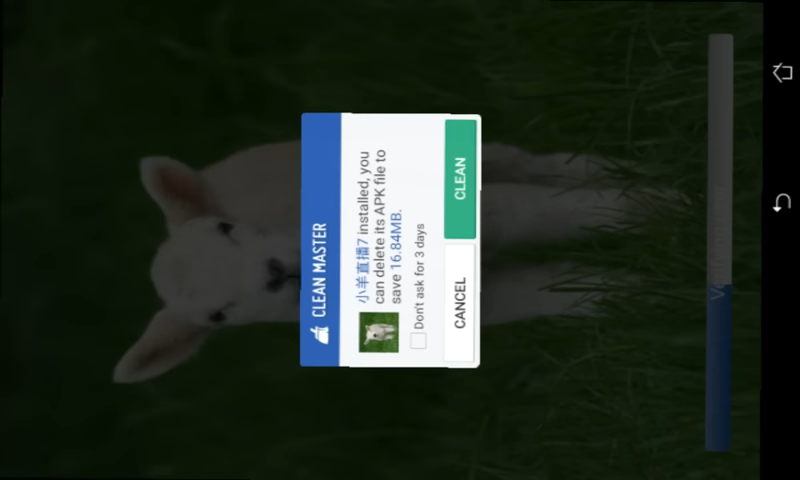 CLEAN MASTER
小羊直播7 installed, you
can delete its APK file to
save 16.84MB.
Don't ask for 3 days
CANCEL
CLEAN